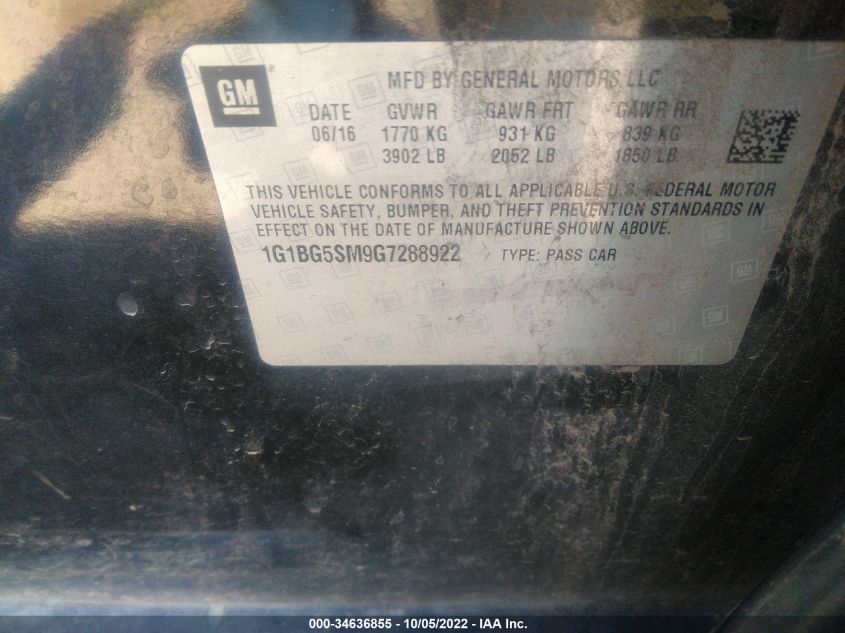 GM
MFD BY GENERAL MOTORS LLC
DATE GVWR GAWR FRT GAWR RR
06/16 1770 KG 931 KG 839 KG
3902 LB 2052 LB 1850 LB
THIS VEHICLE CONFORMS TO ALL APPLICABLE U.S. FEDERAL MOTOR
VEHICLE SAFETY, BUMPER, AND THEFT PREVENTION STANDARDS IN
EFFECT ON THE DATE OF MANUFACTURE SHOWN ABOVE.
1G1BG5SM9G7288922 TYPE: PASS CAR
000-34636855 - 10/05/2022 - IAA Inc.